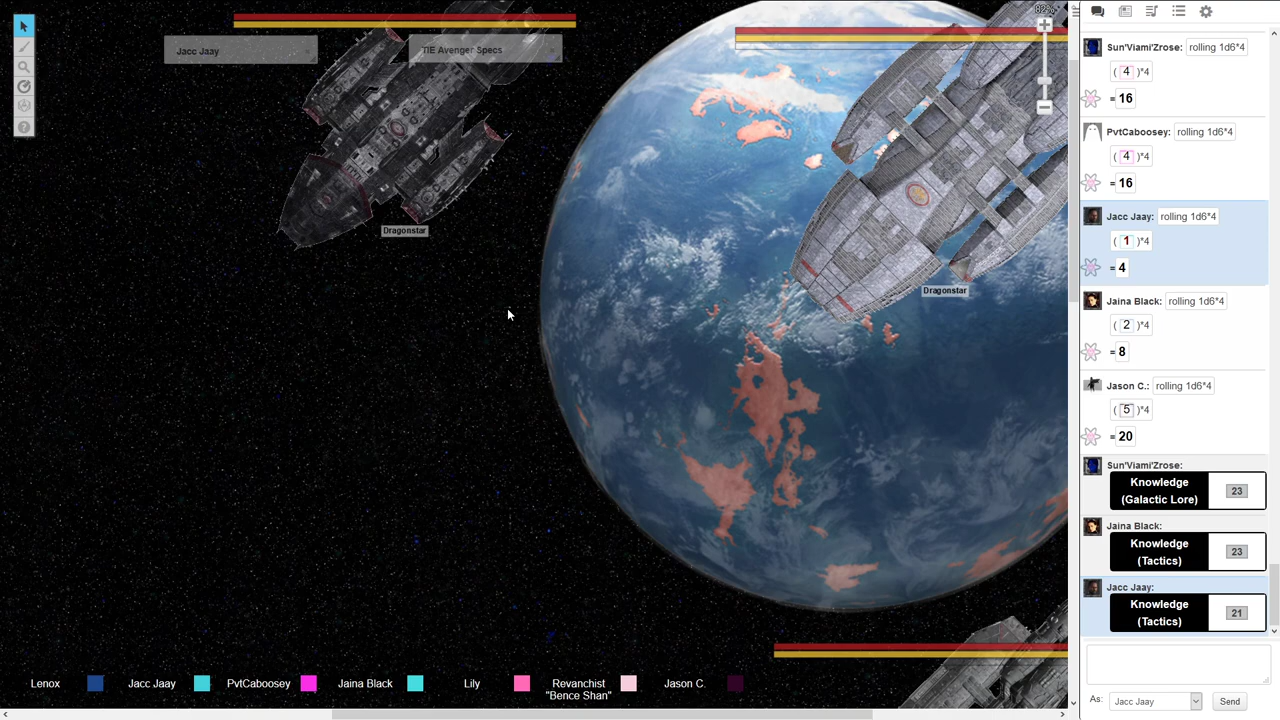 82%
Jacc Jaay
TIE Avenger Specs
Dragonstar
Dragonstar
Lenox
Jacc Jaay
PvtCaboosey
Jaina Black
Lily
Revanchist
"Bence Shan"
Jason C.
Sun'Viami'Zrose: rolling 1d6*4
( 4 )*4
= 16
PvtCaboosey: rolling 1d6*4
( 4 )*4
= 16
Jacc Jaay: rolling 1d6*4
( 1 )*4
= 4
Jaina Black: rolling 1d6*4
( 2 )*4
= 8
Jason C.: rolling 1d6*4
( 5 )*4
= 20
Sun'Viami'Zrose:
Knowledge
(Galactic Lore) 23
Jaina Black:
Knowledge
(Tactics) 23
Jacc Jaay:
Knowledge
(Tactics) 21
As: Jacc Jaay Send